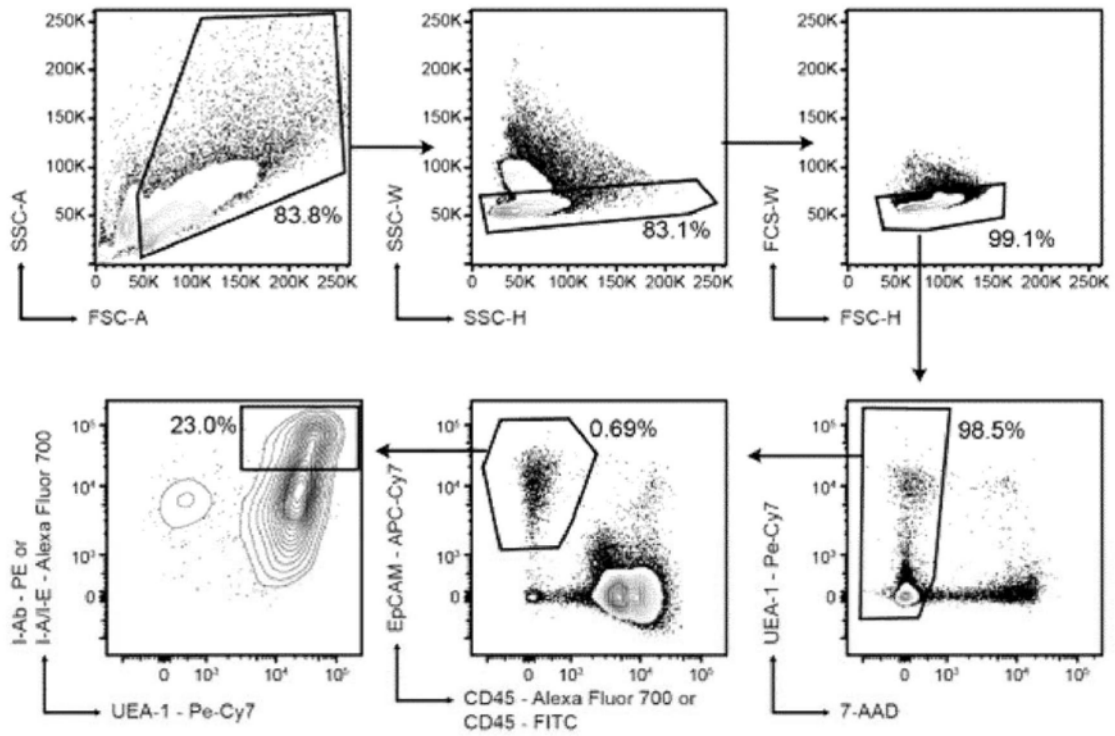 250K
200K
150K
100K
50K
0
SSC-A
83.8%
0 50K 100K 150K 200K 250K
FSC-A
250K
200K
150K
100K
50K
0
SSC-W
83.1%
0 50K 100K 150K 200K 250K
SSC-H
250K
200K
150K
100K
50K
0
FCS-W
99.1%
0 50K 100K 150K 200K 250K
FSC-H
10⁵
10⁴
10³
0
I-Ab - PE or
I-A/I-E - Alexa Fluor 700
23.0%
0 10³ 10⁴ 10⁵
UEA-1 - Pe-Cy7
10⁵
10⁴
10³
0
EpCAM - APC-Cy7
0.69%
0 10³ 10⁴ 10⁵
CD45 - Alexa Fluor 700 or
CD45 - FITC
10⁵
10⁴
10³
0
UEA-1 - Pe-Cy7
98.5%
0 10³ 10⁴ 10⁵
7-AAD